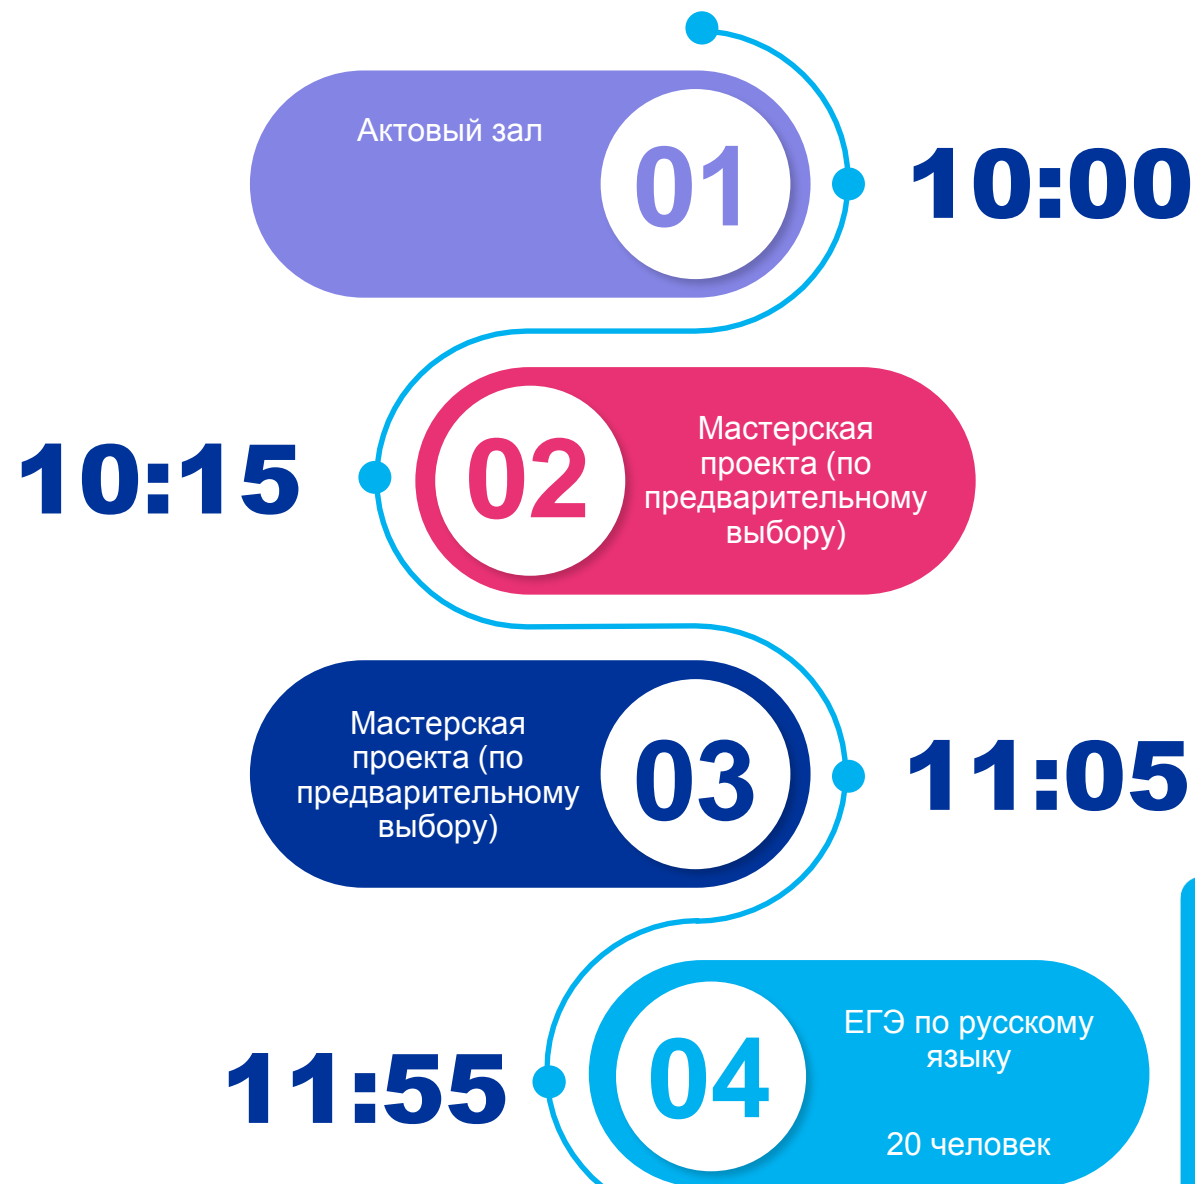 Актовый зал
01
10:00
10:15
02
Мастерская
проекта (по
предварительному
выбору)
Мастерская
проекта (по
предварительному
выбору)
03
11:05
11:55
04
ЕГЭ по русскому
языку
20 человек